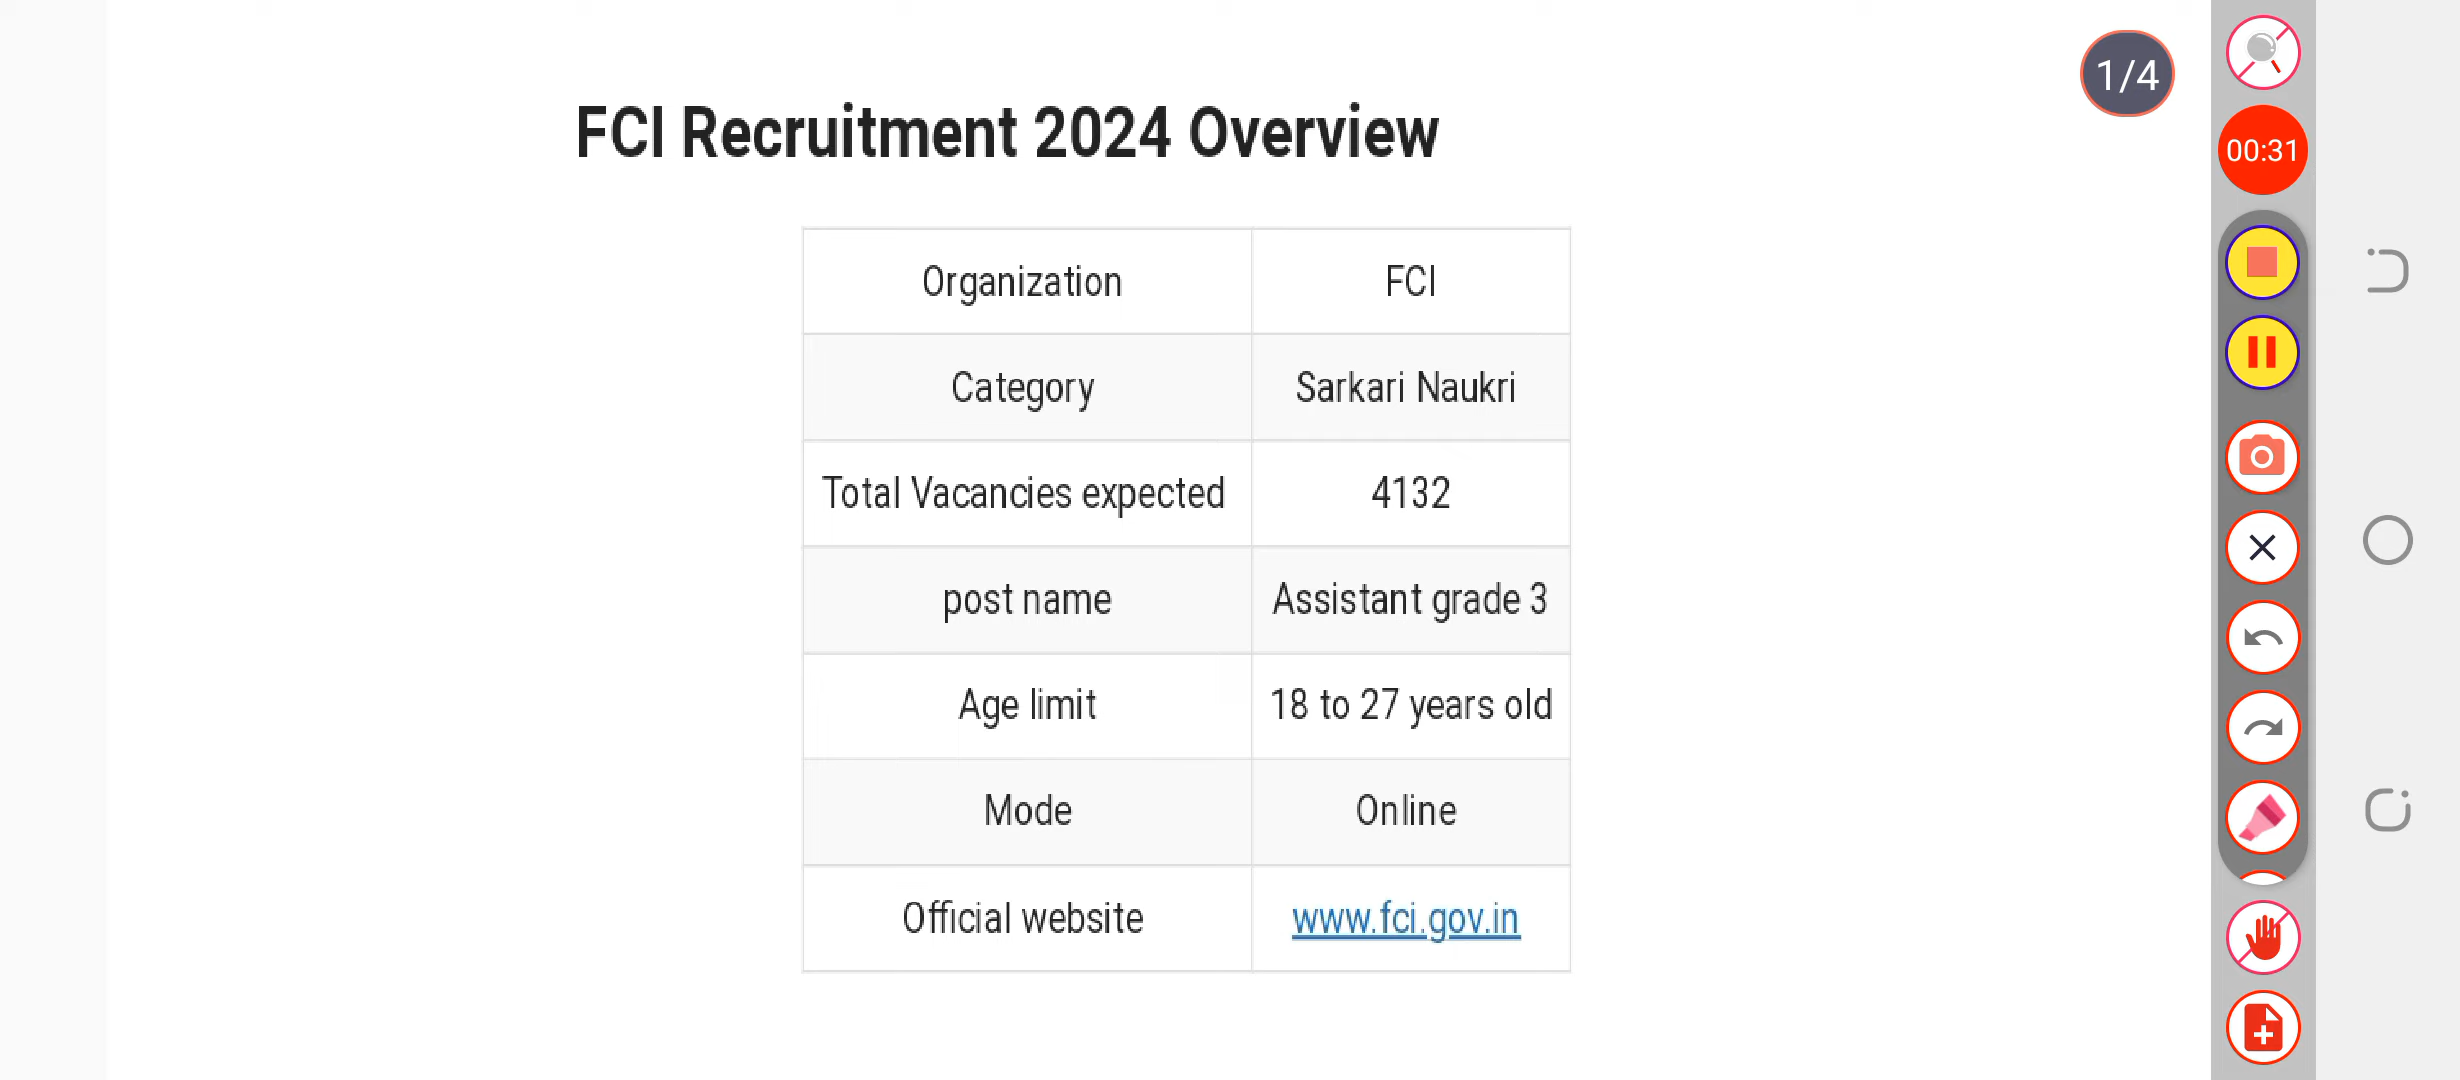 FCI Recruitment 2024 Overview
1/4
00:31
Organization FCI
Category Sarkari Naukri
Total Vacancies expected 4132
post name Assistant grade 3
Age limit 18 to 27 years old
Mode Online
Official website www.fci.gov.in